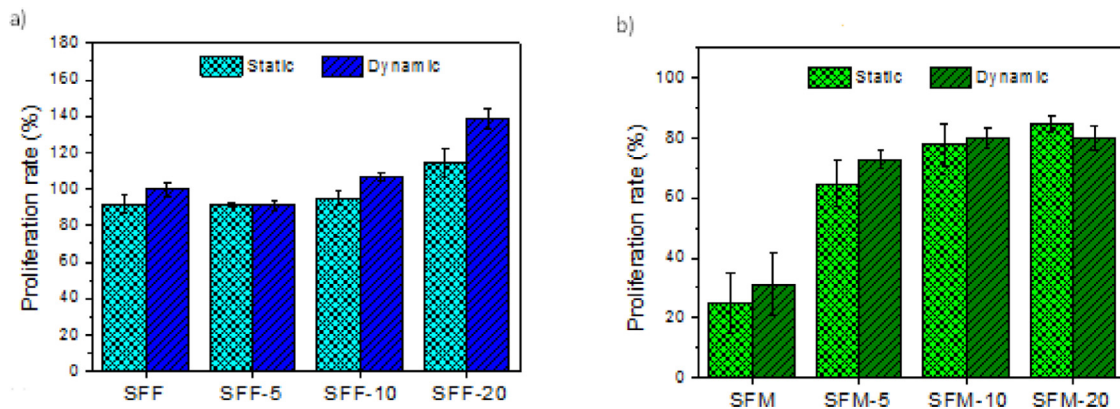 a)
180
160
140
120
100
80
60
40
20
0
Proliferation rate (%)
Static
Dynamic
SFF
SFF-5
SFF-10
SFF-20
b)
100
80
60
40
20
0
Proliferation rate (%)
Static
Dynamic
SFM
SFM-5
SFM-10
SFM-20